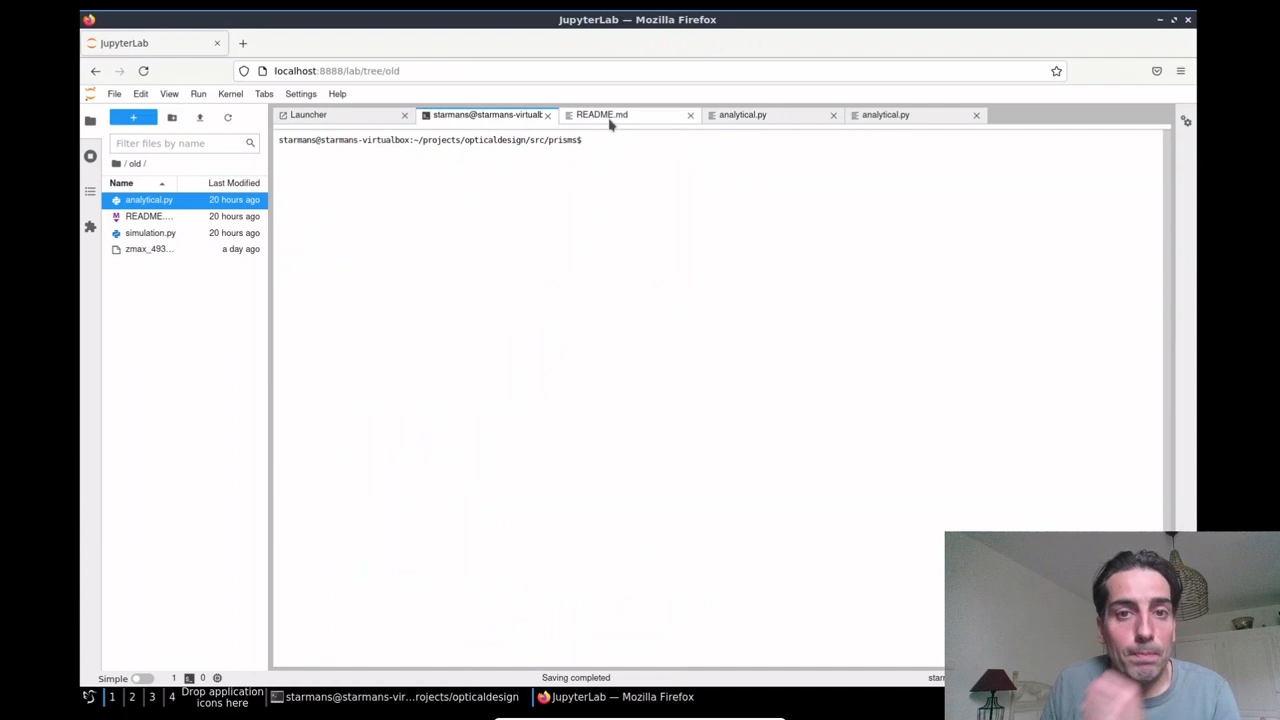 JupyterLab — Mozilla Firefox
JupyterLab
localhost:8888/lab/tree/old
File Edit View Run Kernel Tabs Settings Help
Launcher
starmans@starmans-virtualb
README.md
analytical.py
analytical.py
Filter files by name
/ old /
Name
Last Modified
analytical.py 20 hours ago
README.... 20 hours ago
simulation.py 20 hours ago
zmax_493... a day ago
starmans@starmans-virtualbox:~/projects/opticaldesign/src/prisms$
Simple
1
0
Saving completed
star
1 2 3 4
Drop application
icons here
starmans@starmans-vir...rojects/opticaldesign
JupyterLab — Mozilla Firefox